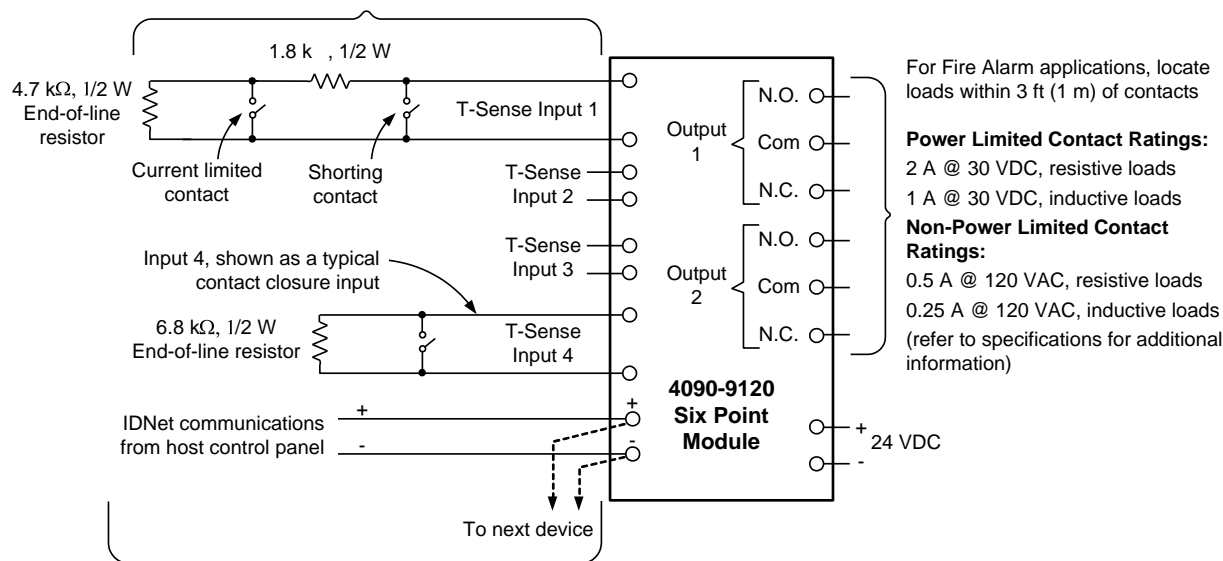 1.8 k , 1/2 W
4.7 kΩ, 1/2 W
End-of-line
resistor
T-Sense Input 1
Current limited
contact
Shorting
contact
T-Sense
Input 2
T-Sense
Input 3
Input 4, shown as a typical
contact closure input
6.8 kΩ, 1/2 W
End-of-line resistor
T-Sense
Input 4
IDNet communications
from host control panel
+
-
+
-
To next device
Output
1
N.O.
Com
N.C.
Output
2
N.O.
Com
N.C.
4090-9120
Six Point
Module
+
-
24 VDC
For Fire Alarm applications, locate
loads within 3 ft (1 m) of contacts
Power Limited Contact Ratings:
2 A @ 30 VDC, resistive loads
1 A @ 30 VDC, inductive loads
Non-Power Limited Contact
Ratings:
0.5 A @ 120 VAC, resistive loads
0.25 A @ 120 VAC, inductive loads
(refer to specifications for additional
information)